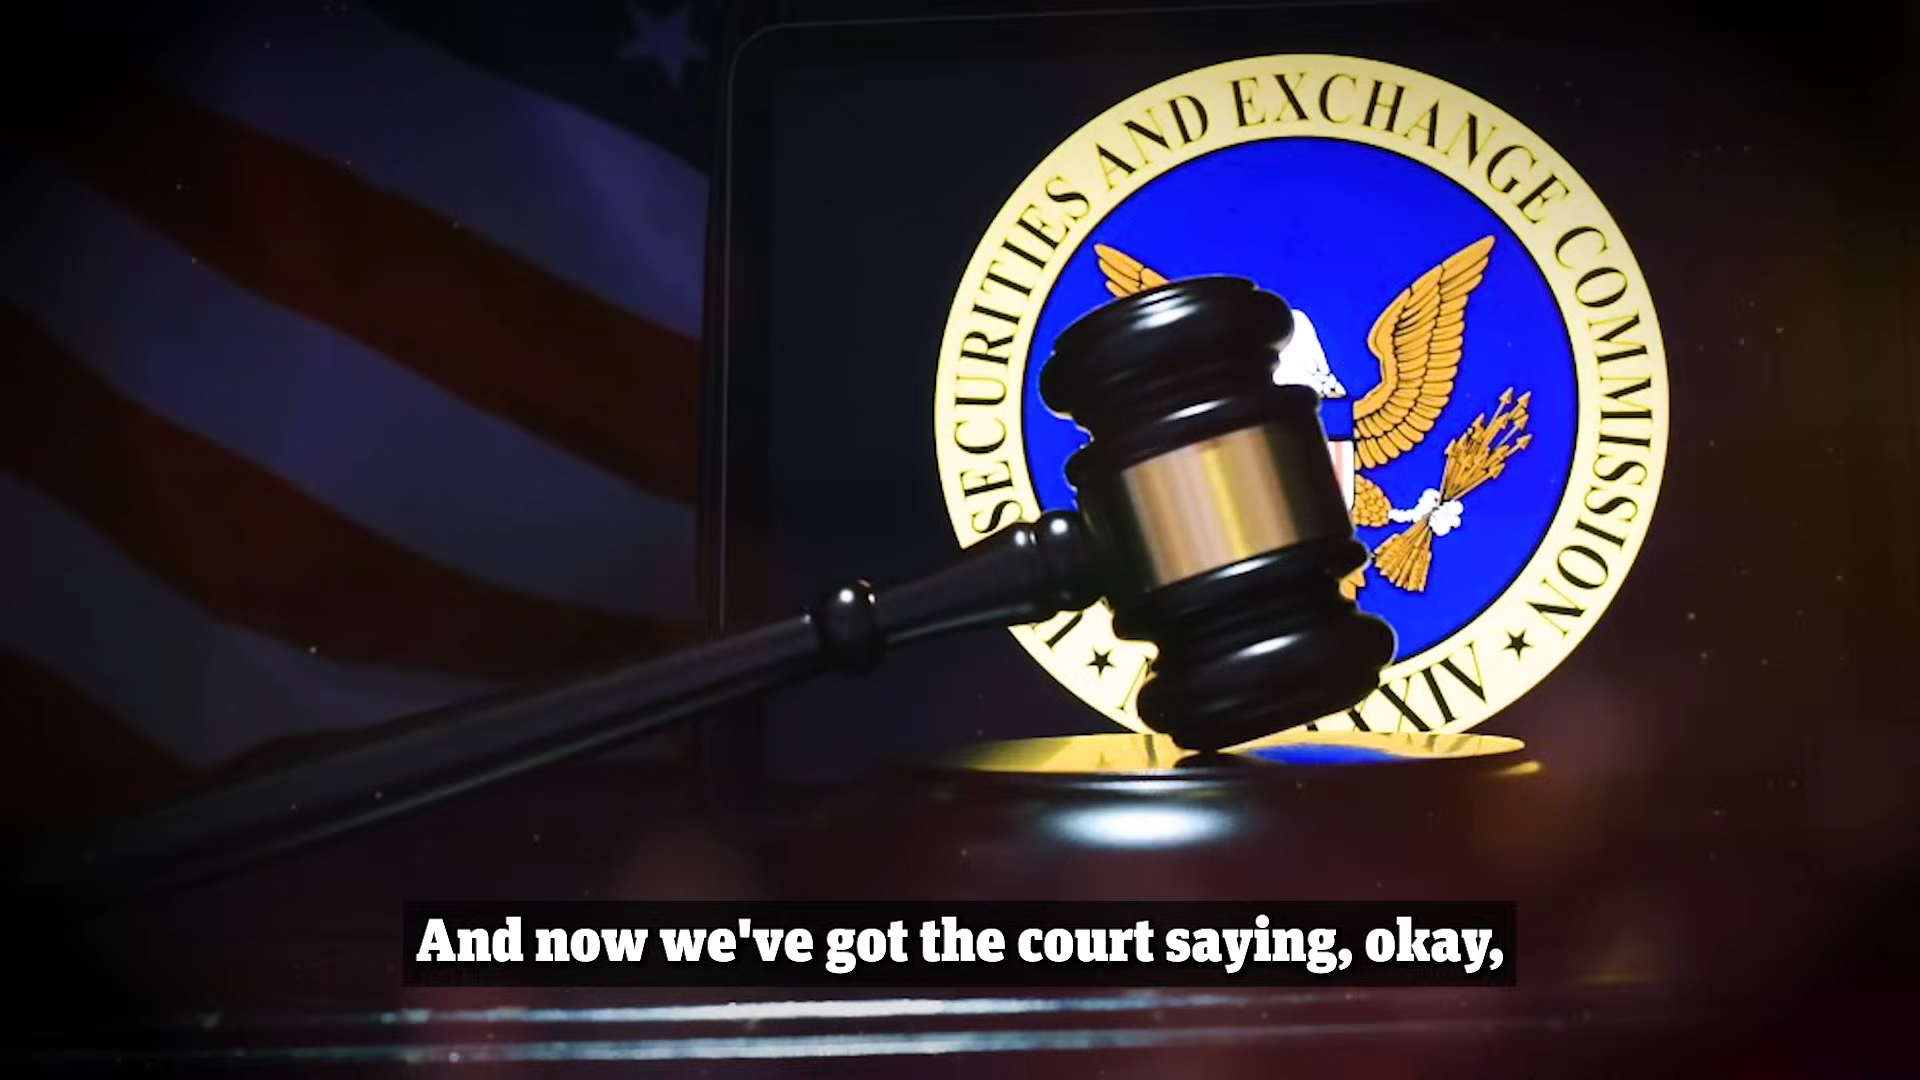 SECURITIES AND EXCHANGE COMMISSION
And now we've got the court saying, okay,